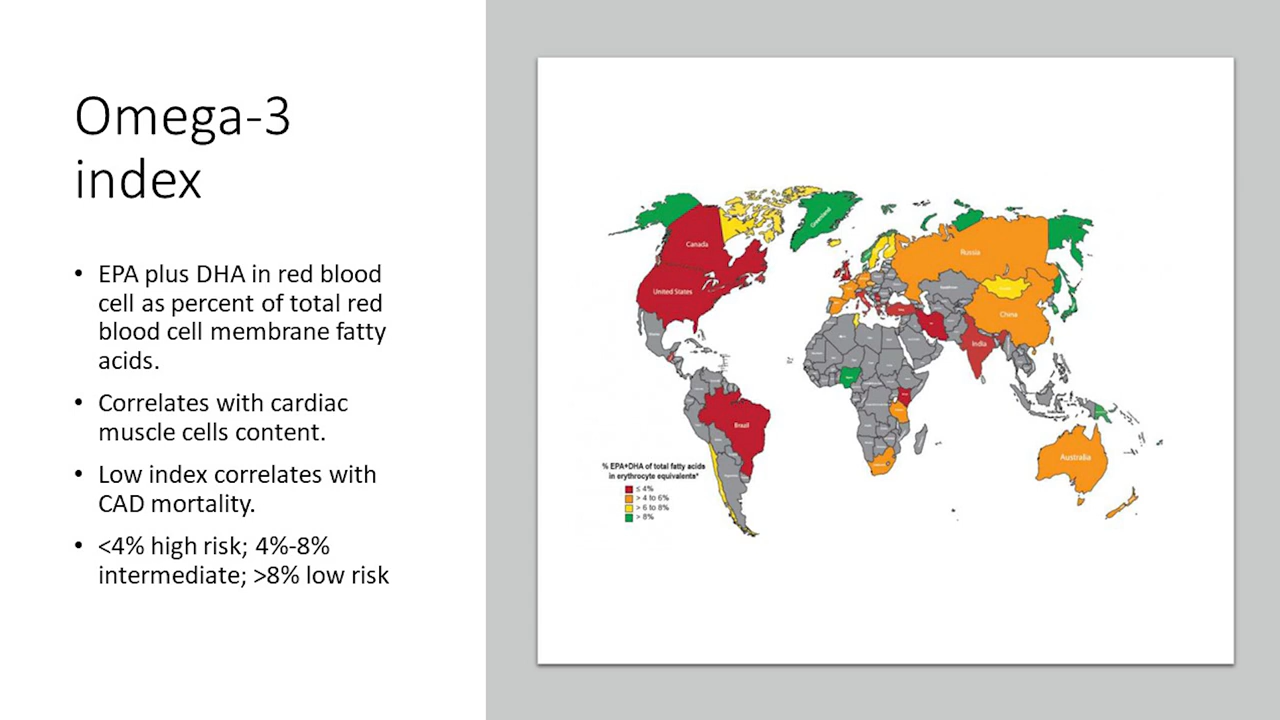 Omega-3
index
• EPA plus DHA in red blood
cell as percent of total red
blood cell membrane fatty
acids.
• Correlates with cardiac
muscle cells content.
• Low index correlates with
CAD mortality.
• <4% high risk; 4%-8%
intermediate; >8% low risk
Greenland
Canada
Russia
United States
China
India
Brazil
Australia
% EPA+DHA of total fatty acids
in erythrocyte equivalents*
≤ 4%
> 4 to 6%
> 6 to 8%
> 8%